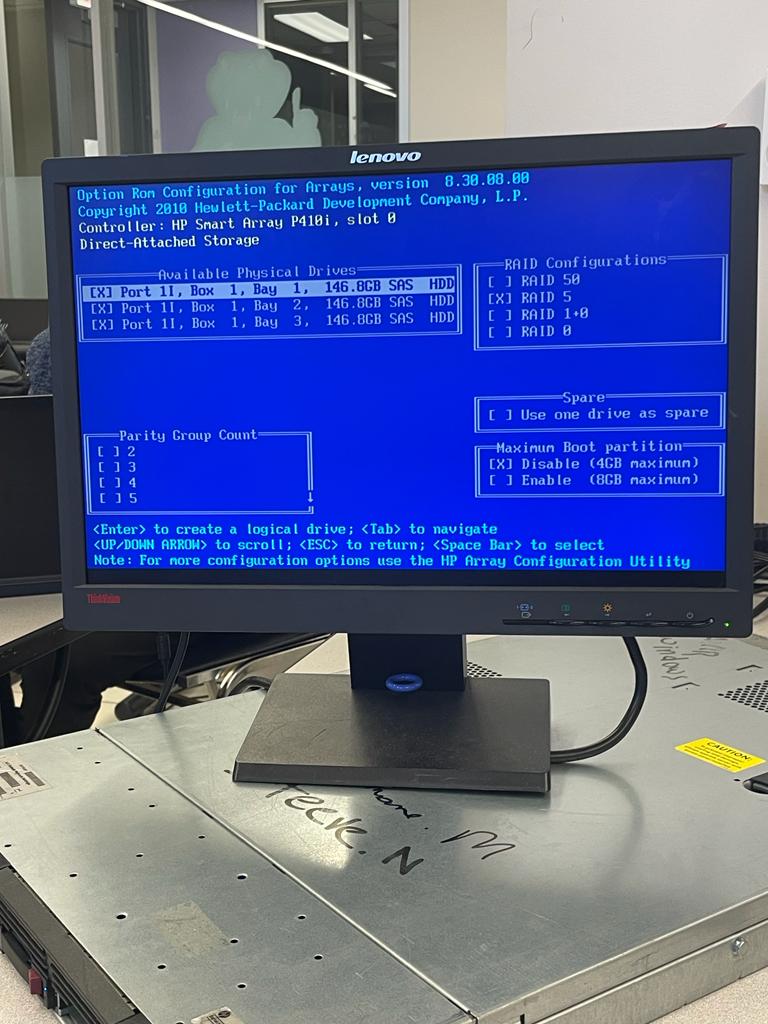 lenovo
Option Rom Configuration for Arrays, version 8.30.08.00
Copyright 2010 Hewlett-Packard Development Company, L.P.
Controller: HP Smart Array P410i, slot 0
Direct-Attached Storage
Available Physical Drives
[X] Port 1I, Box 1, Bay 1, 146.8GB SAS HDD
[X] Port 1I, Box 1, Bay 2, 146.8GB SAS HDD
[X] Port 1I, Box 1, Bay 3, 146.8GB SAS HDD
RAID Configurations
[ ] RAID 50
[X] RAID 5
[ ] RAID 1+0
[ ] RAID 0
Spare
[ ] Use one drive as spare
Parity Group Count
[ ] 2
[ ] 3
[ ] 4
[ ] 5
Maximum Boot partition
[X] Disable (4GB maximum)
[ ] Enable (8GB maximum)
<Enter> to create a logical drive; <Tab> to navigate
<UP/DOWN ARROW> to scroll; <ESC> to return; <Space Bar> to select
Note: For more configuration options use the HP Array Configuration Utility
ThinkVision
CAUTION:
M
N